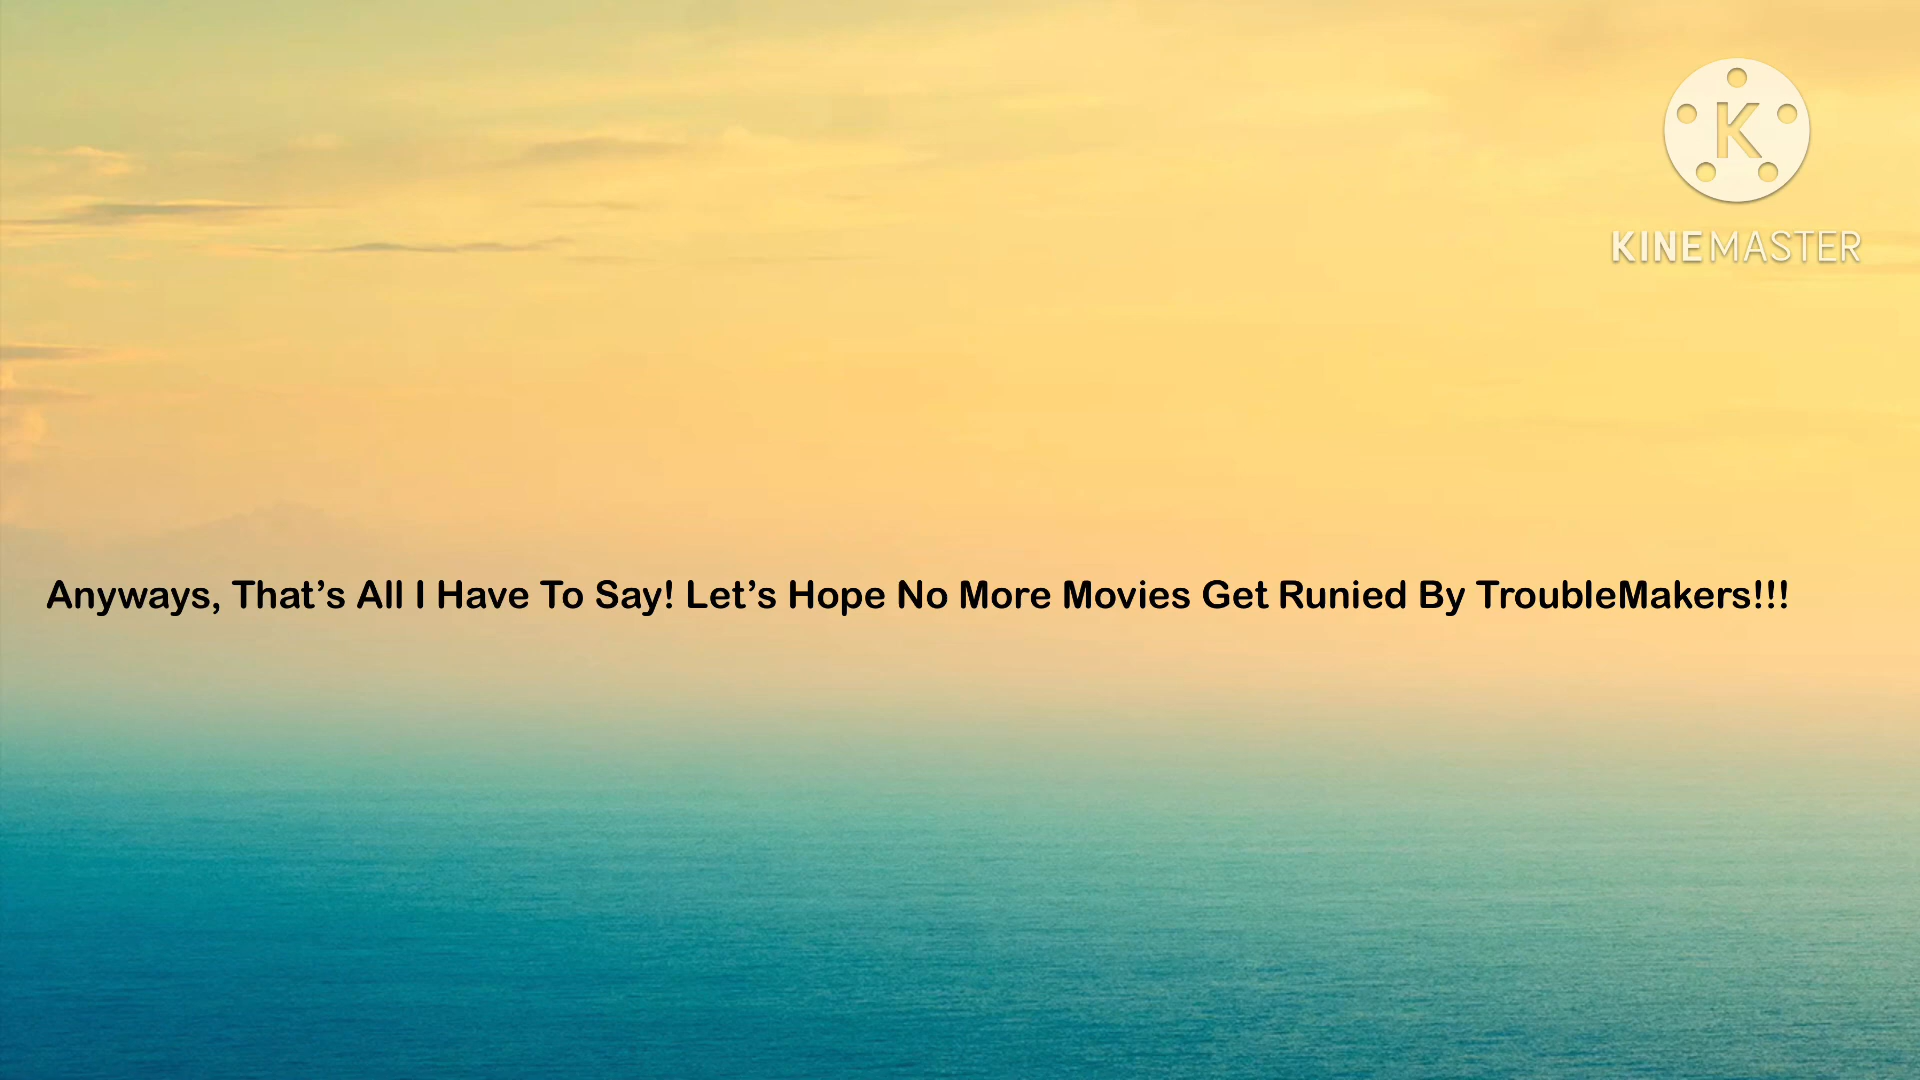 K
KINEMASTER
Anyways, That’s All I Have To Say! Let’s Hope No More Movies Get Runied By TroubleMakers!!!